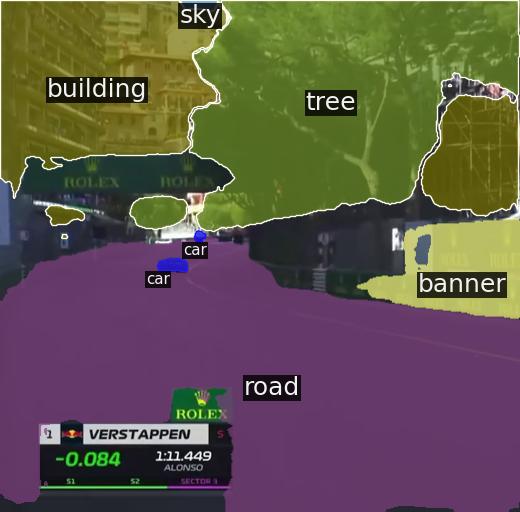 sky
building
tree
ROLEX ROLEX
car
car
banner
road
ROLEX
1 VERSTAPPEN S
-0.084 1:11.449
ALONSO
S1 S2 SECTOR 3